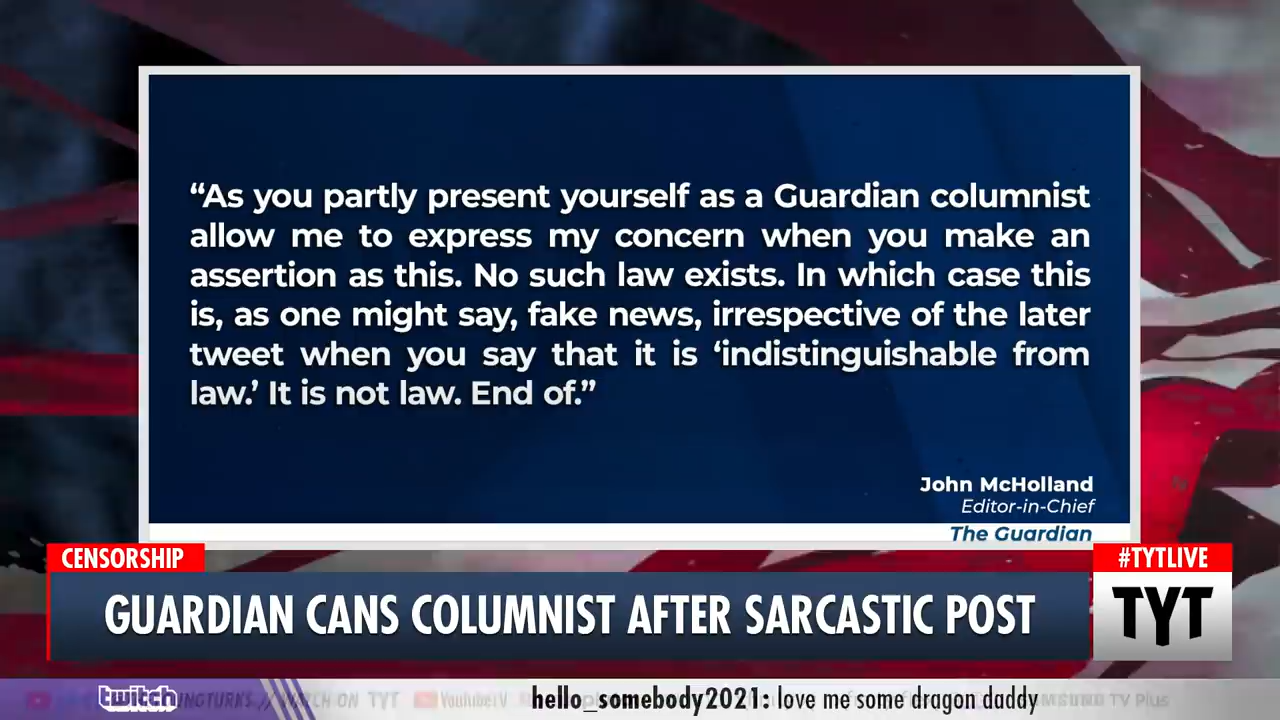 “As you partly present yourself as a Guardian columnist
allow me to express my concern when you make an
assertion as this. No such law exists. In which case this
is, as one might say, fake news, irrespective of the later
tweet when you say that it is ‘indistinguishable from
law.’ It is not law. End of.”
John McHolland
Editor-in-Chief
The Guardian
CENSORSHIP
#TYTLIVE
GUARDIAN CANS COLUMNIST AFTER SARCASTIC POST
TYT
twitch hello_somebody2021: love me some dragon daddy